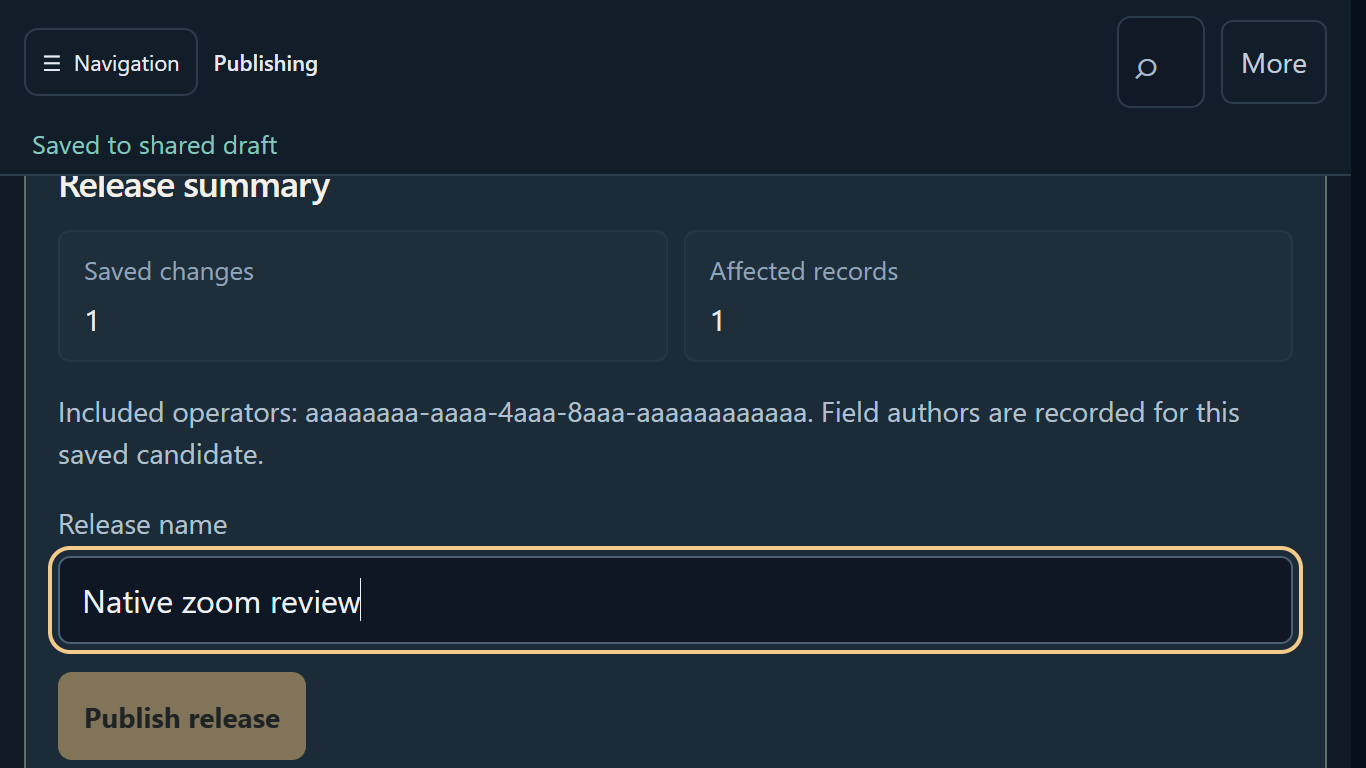 ☰ Navigation
Publishing
⌕
More
Saved to shared draft
Release summary
Saved changes
1
Affected records
1
Included operators: aaaaaaaa-aaaa-4aaa-8aaa-aaaaaaaaaaaa. Field authors are recorded for this
saved candidate.
Release name
Native zoom review
Publish release